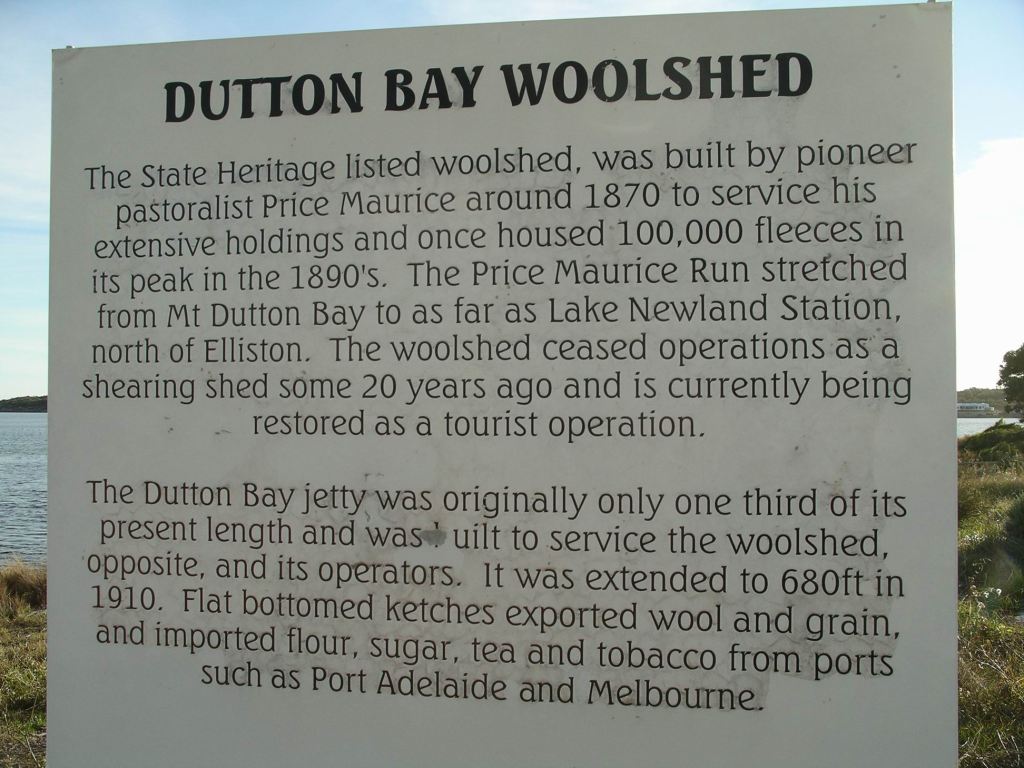 DUTTON BAY WOOLSHED
The State Heritage listed woolshed, was built by pioneer
pastoralist Price Maurice around 1870 to service his
extensive holdings and once housed 100,000 fleeces in
its peak in the 1890's. The Price Maurice Run stretched
from Mt Dutton Bay to as far as Lake Newland Station,
north of Elliston. The woolshed ceased operations as a
shearing shed some 20 years ago and is currently being
restored as a tourist operation.
The Dutton Bay jetty was originally only one third of its
present length and was uilt to service the woolshed,
opposite, and its operators. It was extended to 680ft in
1910. Flat bottomed ketches exported wool and grain,
and imported flour, sugar, tea and tobacco from ports
such as Port Adelaide and Melbourne.